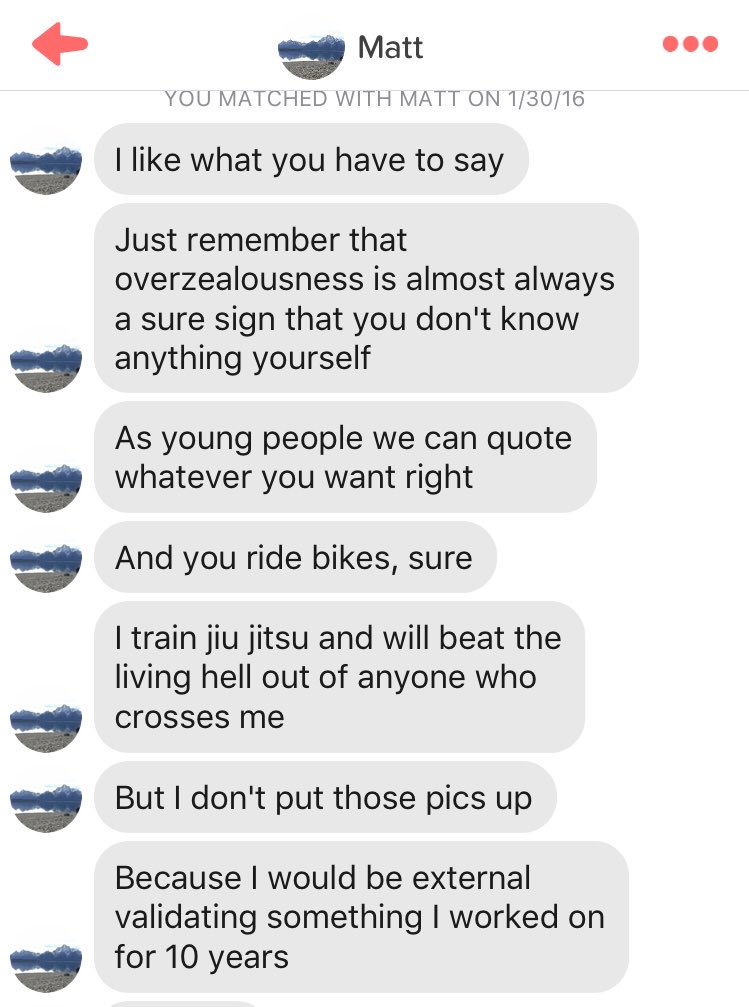 Matt
YOU MATCHED WITH MATT ON 1/30/16
I like what you have to say
Just remember that
overzealousness is almost always
a sure sign that you don't know
anything yourself
As young people we can quote
whatever you want right
And you ride bikes, sure
I train jiu jitsu and will beat the
living hell out of anyone who
crosses me
But I don't put those pics up
Because I would be external
validating something I worked on
for 10 years